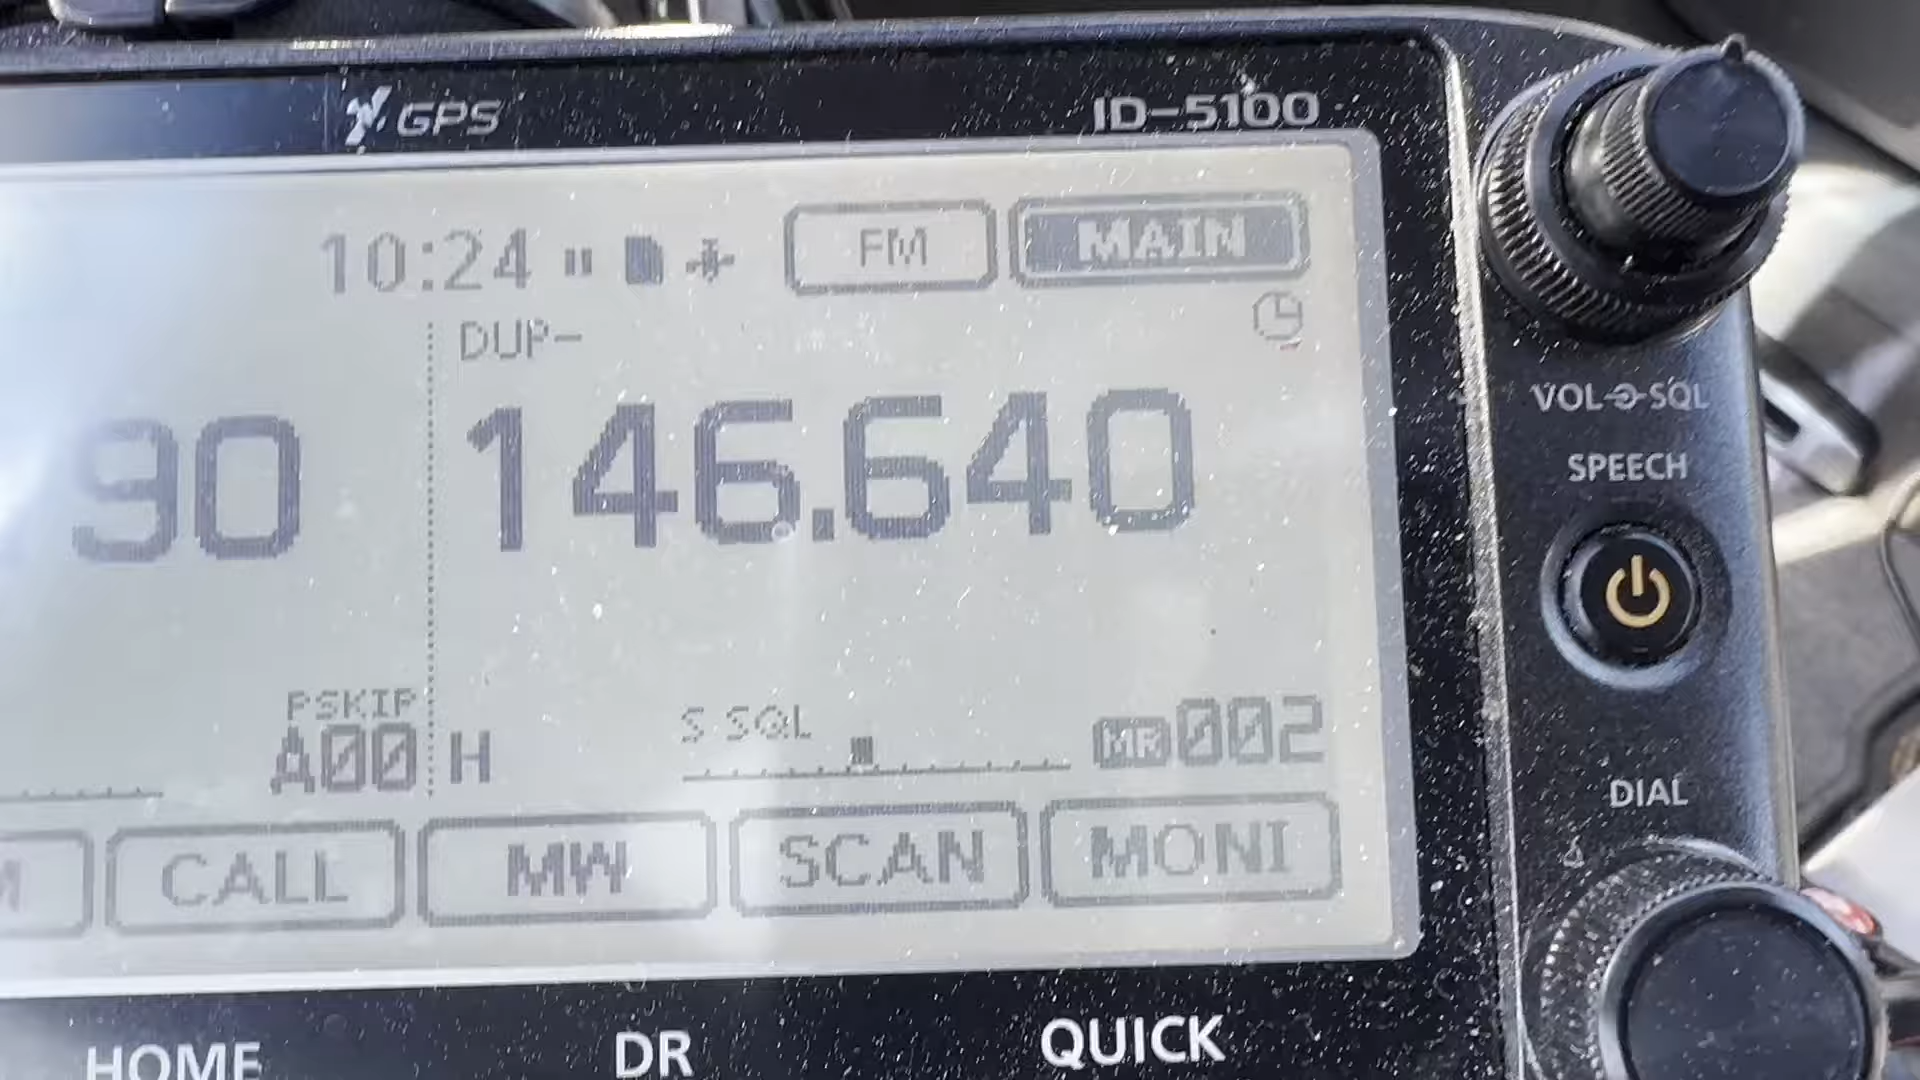 GPS ID-5100
10:24 FM MAIN
DUP-
90 146.640
VOL SQL
SPEECH
PSKIP
A00 H S SQL MR 002
DIAL
M CALL MW SCAN MONI
HOME DR QUICK